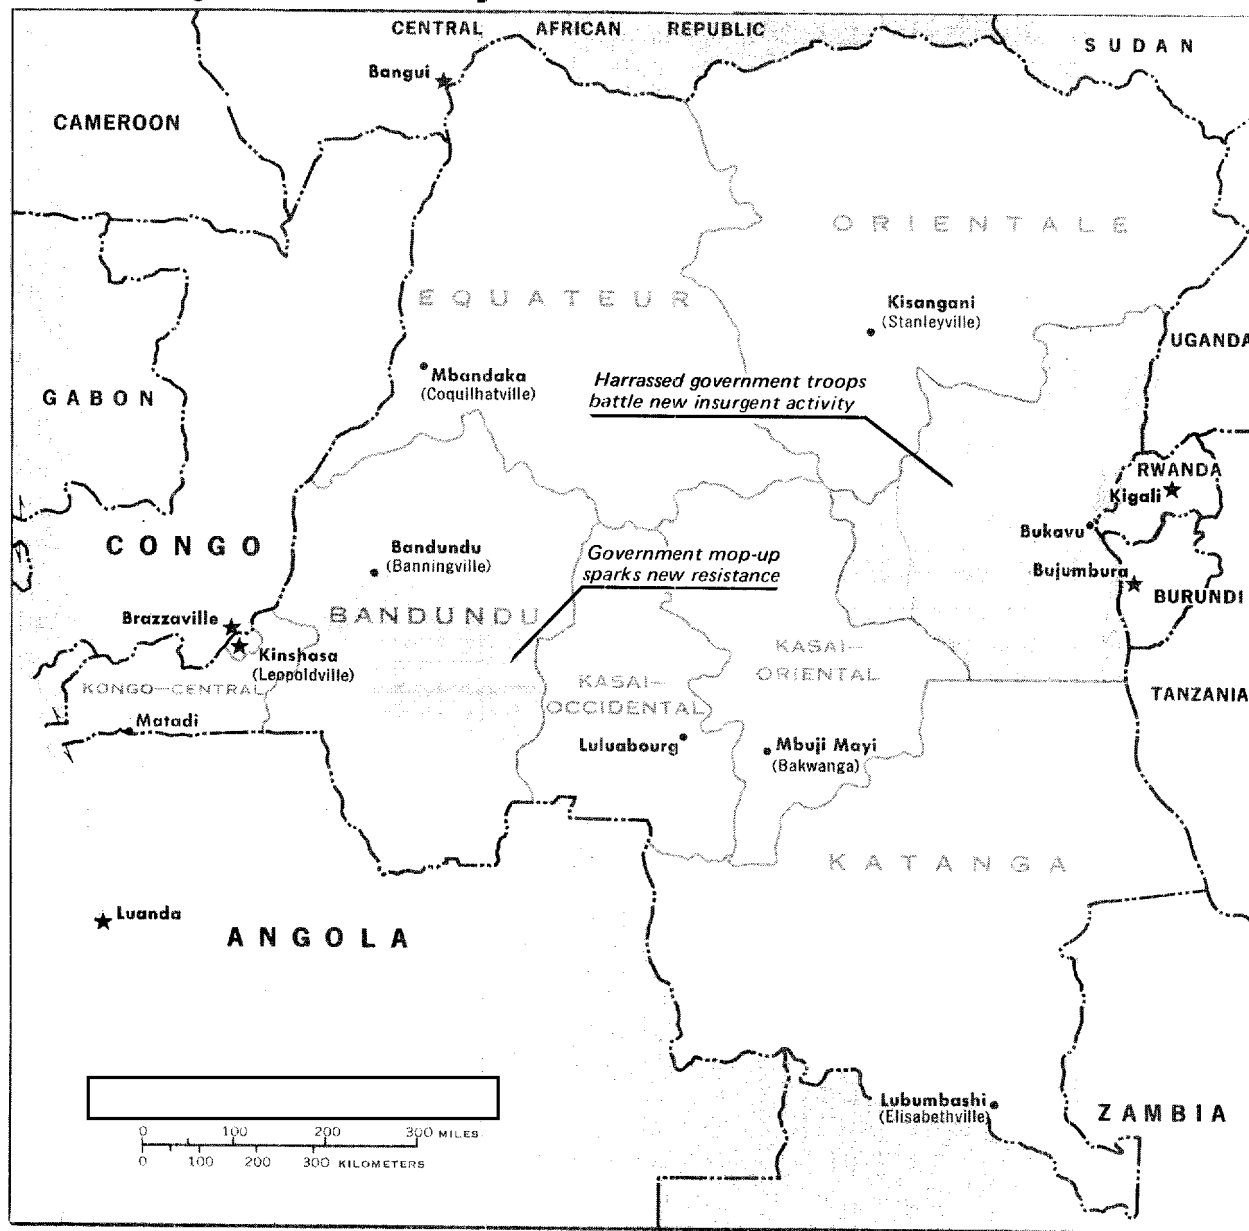 CENTRAL AFRICAN REPUBLIC
SUDAN
Bangui
CAMEROON
ORIENTALE
EQUATEUR
Kisangani
(Stanleyville)
UGANDA
Mbandaka
(Coquilhatville)
GABON
Harrassed government troops
battle new insurgent activity
RWANDA
Kigali
Bukavu
CONGO
Bandundu
(Banningville)
Government mop-up
sparks new resistance
Bujumbura
BURUNDI
BANDUNDU
Brazzaville
Kinshasa
(Leopoldville)
KASAI—
ORIENTAL
KONGO—CENTRAL
KASAI—
OCCIDENTAL
TANZANIA
Matadi
Luluabourg
Mbuji Mayi
(Bakwanga)
KATANGA
Luanda
ANGOLA
Lubumbashi
(Elisabethville)
ZAMBIA
0 100 200 300 MILES
0 100 200 300 KILOMETERS